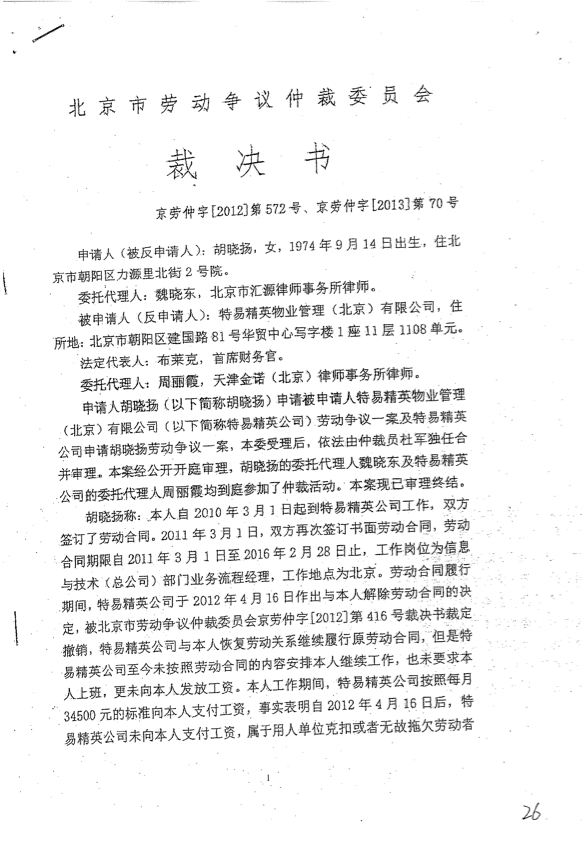 北京市劳动争议仲裁委员会
裁决书
京劳仲字[2012]第572号、京劳仲字[2013]第70号
申请人（被反申请人）：胡晓扬，女，1974年9月14日出生，住北
京市朝阳区力源里北街2号院。
委托代理人：魏晓东，北京市汇源律师事务所律师。
被申请人（反申请人）：特易精英物业管理（北京）有限公司，住
所地：北京市朝阳区建国路81号华贸中心写字楼1座11层1108单元。
法定代表人：布莱克，首席财务官。
委托代理人：周丽霞，天津金诺（北京）律师事务所律师。
申请人胡晓扬（以下简称胡晓扬）申请被申请人特易精英物业管理
（北京）有限公司（以下简称特易精英公司）劳动争议一案及特易精英
公司申请胡晓扬劳动争议一案，本委受理后，依法由仲裁员杜军独任合
并审理。本案经公开开庭审理，胡晓扬的委托代理人魏晓东及特易精英
公司的委托代理人周丽霞均到庭参加了仲裁活动。本案现已审理终结。
胡晓扬称：本人自2010年3月1日起到特易精英公司工作，双方
签订了劳动合同。2011年3月1日，双方再次签订书面劳动合同，劳动
合同期限自2011年3月1日至2016年2月28日止，工作岗位为信息
与技术（总公司）部门业务流程经理，工作地点为北京。劳动合同履行
期间，特易精英公司于2012年4月16日作出与本人解除劳动合同的决
定，被北京市劳动争议仲裁委员会京劳仲字[2012]第416号裁决书裁定
撤销，特易精英公司与本人恢复劳动关系继续履行原劳动合同，但是特
易精英公司至今未按照劳动合同的内容安排本人继续工作，也未要求本
人上班，更未向本人发放工资。本人工作期间，特易精英公司按照每月
34500元的标准向本人支付工资，事实表明自2012年4月16日后，特
易精英公司未向本人支付工资，属于用人单位克扣或者无故拖欠劳动者
1
26